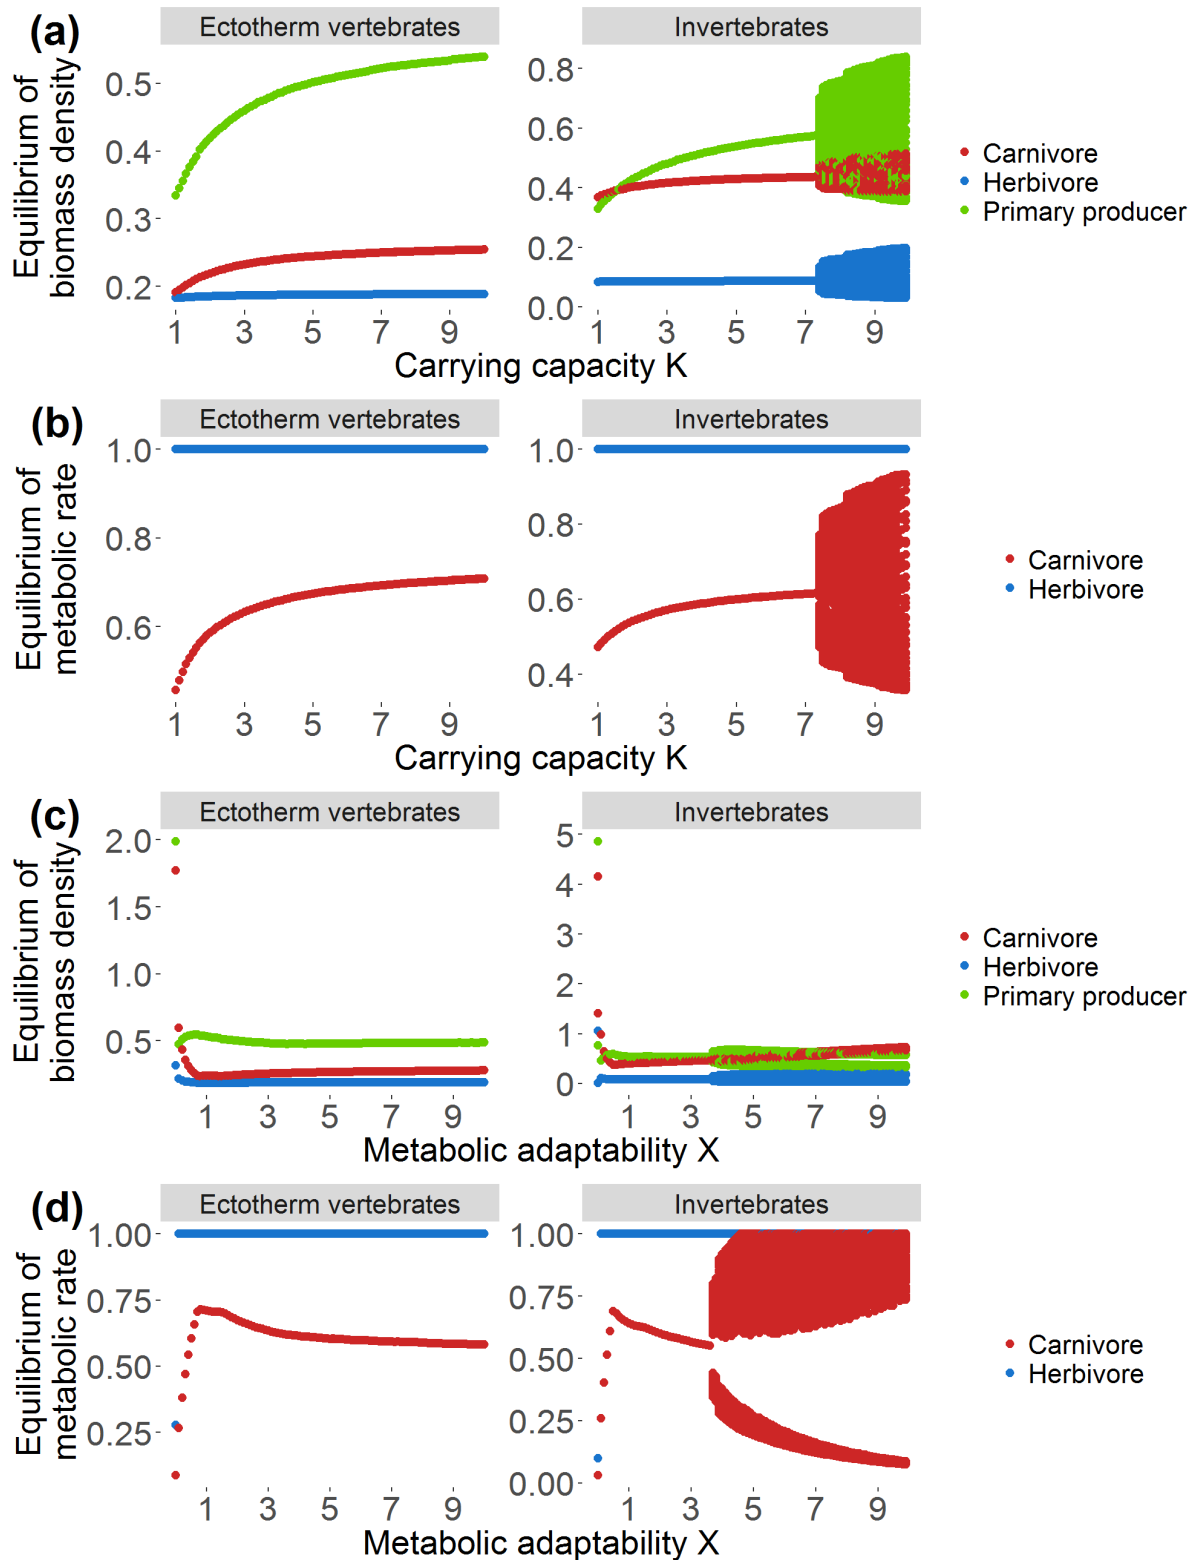 (a)
Ectotherm vertebrates
Invertebrates
Equilibrium of
biomass density
0.5
0.4
0.3
0.2
0.8
0.6
0.4
0.2
0.0
1 3 5 7 9
1 3 5 7 9
Carrying capacity K
Carnivore
Herbivore
Primary producer
(b)
Ectotherm vertebrates
Invertebrates
Equilibrium of
metabolic rate
1.0
0.8
0.6
1.0
0.8
0.6
0.4
1 3 5 7 9
1 3 5 7 9
Carrying capacity K
Carnivore
Herbivore
(c)
Ectotherm vertebrates
Invertebrates
Equilibrium of
biomass density
2.0
1.5
1.0
0.5
5
4
3
2
1
0
1 3 5 7 9
1 3 5 7 9
Metabolic adaptability X
Carnivore
Herbivore
Primary producer
(d)
Ectotherm vertebrates
Invertebrates
Equilibrium of
metabolic rate
1.00
0.75
0.50
0.25
1.00
0.75
0.50
0.25
0.00
1 3 5 7 9
1 3 5 7 9
Metabolic adaptability X
Carnivore
Herbivore